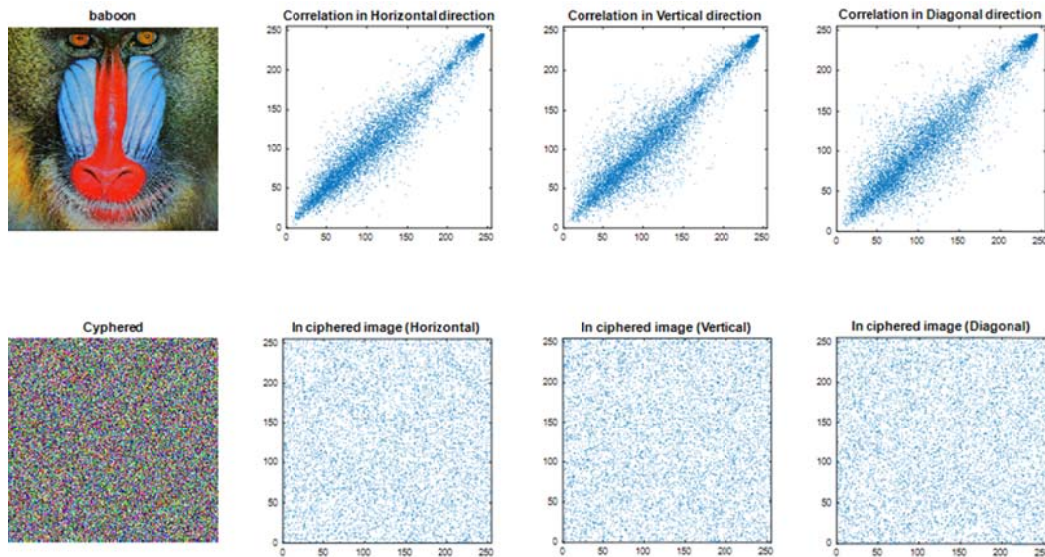 baboon
Correlation in Horizontal direction
Correlation in Vertical direction
Correlation in Diagonal direction
250
200
150
100
50
0
0 50 100 150 200 250
250
200
150
100
50
0
0 50 100 150 200 250
250
200
150
100
50
0
0 50 100 150 200 250
Cyphered
In ciphered image (Horizontal)
In ciphered image (Vertical)
In ciphered image (Diagonal)
250
200
150
100
50
0
0 50 100 150 200 250
250
200
150
100
50
0
0 50 100 150 200 250
250
200
150
100
50
0
0 50 100 150 200 250